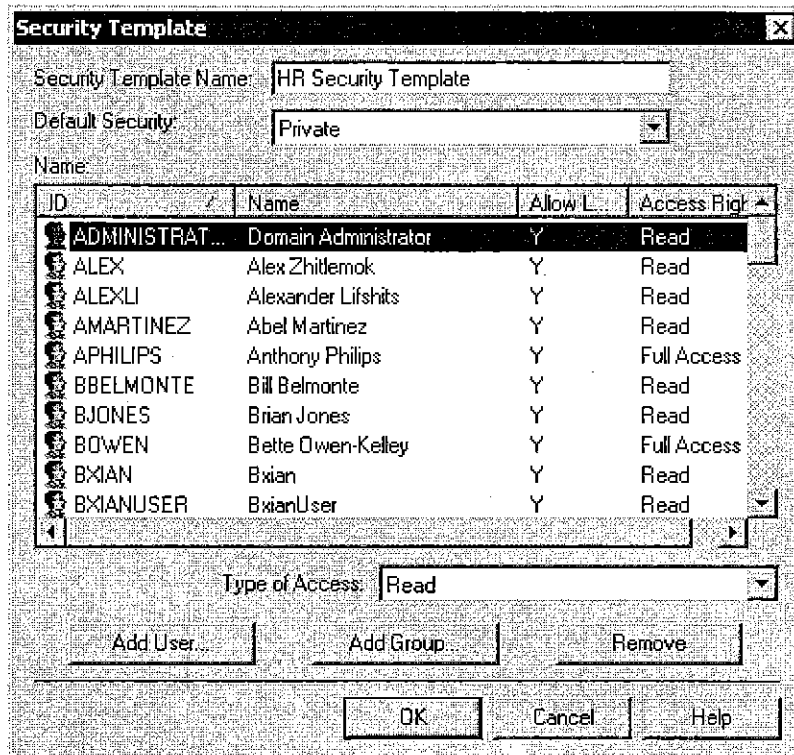 Security Template
Security Template Name: HR Security Template
Default Security: Private
Name:
ID Name Allow L... Access Righ
ADMINISTRAT... Domain Administrator Y Read
ALEX Alex Zhitlemok Y Read
ALEXLI Alexander Lifshits Y Read
AMARTINEZ Abel Martinez Y Read
APHILIPS Anthony Philips Y Full Access
BBELMONTE Bill Belmonte Y Read
BJONES Brian Jones Y Read
BOWEN Bette Owen-Kelley Y Full Access
BXIAN Bxian Y Read
BXIANUSER BxianUser Y Read
Type of Access: Read
Add User... Add Group... Remove
OK Cancel Help